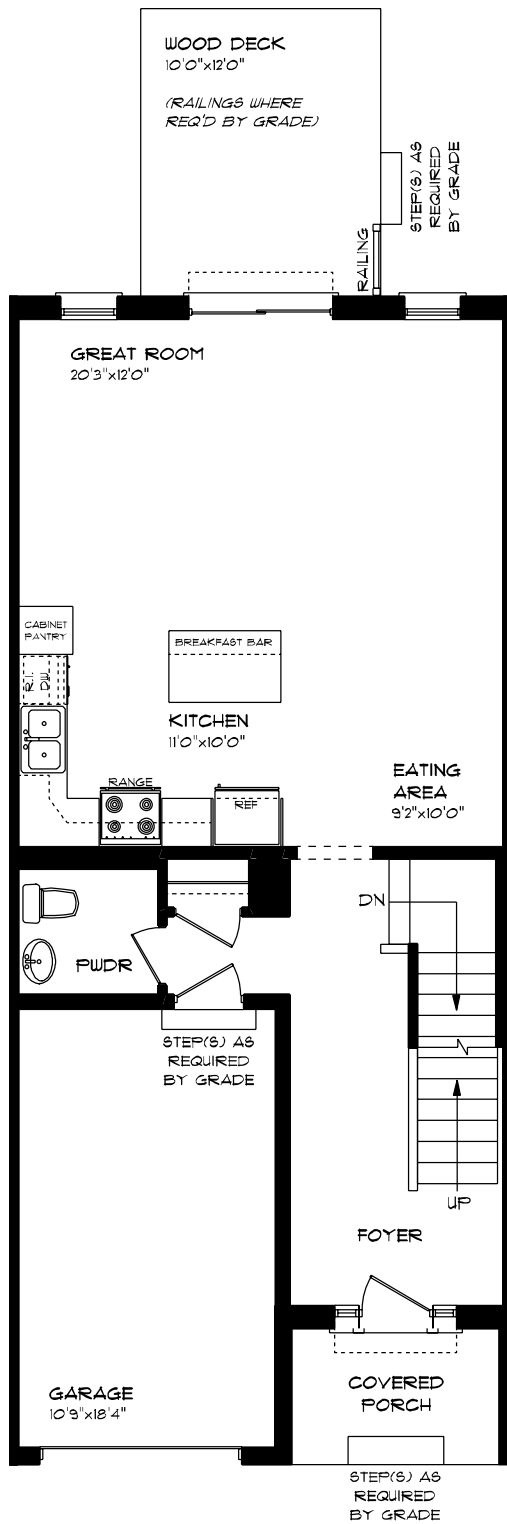 WOOD DECK
10'0"x12'0"
(RAILINGS WHERE
REQ'D BY GRADE)
STEP(S) AS
REQUIRED
BY GRADE
RAILING
GREAT ROOM
20'3"x12'0"
CABINET
PANTRY
R.I.
DW
BREAKFAST BAR
KITCHEN
11'0"x10'0"
RANGE
REF
EATING
AREA
9'2"x10'0"
DN
PWDR
STEP(S) AS
REQUIRED
BY GRADE
UP
FOYER
GARAGE
10'9"x18'4"
COVERED
PORCH
STEP(S) AS
REQUIRED
BY GRADE